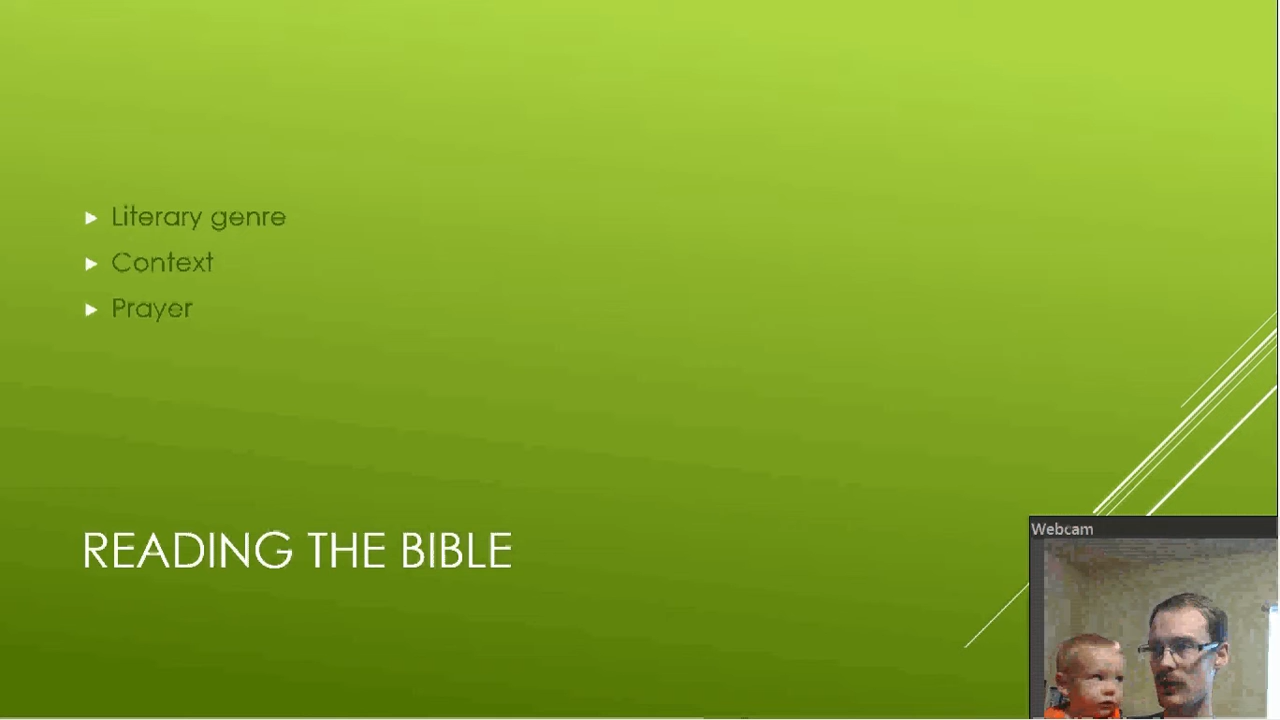 Literary genre
Context
Prayer
READING THE BIBLE
Webcam